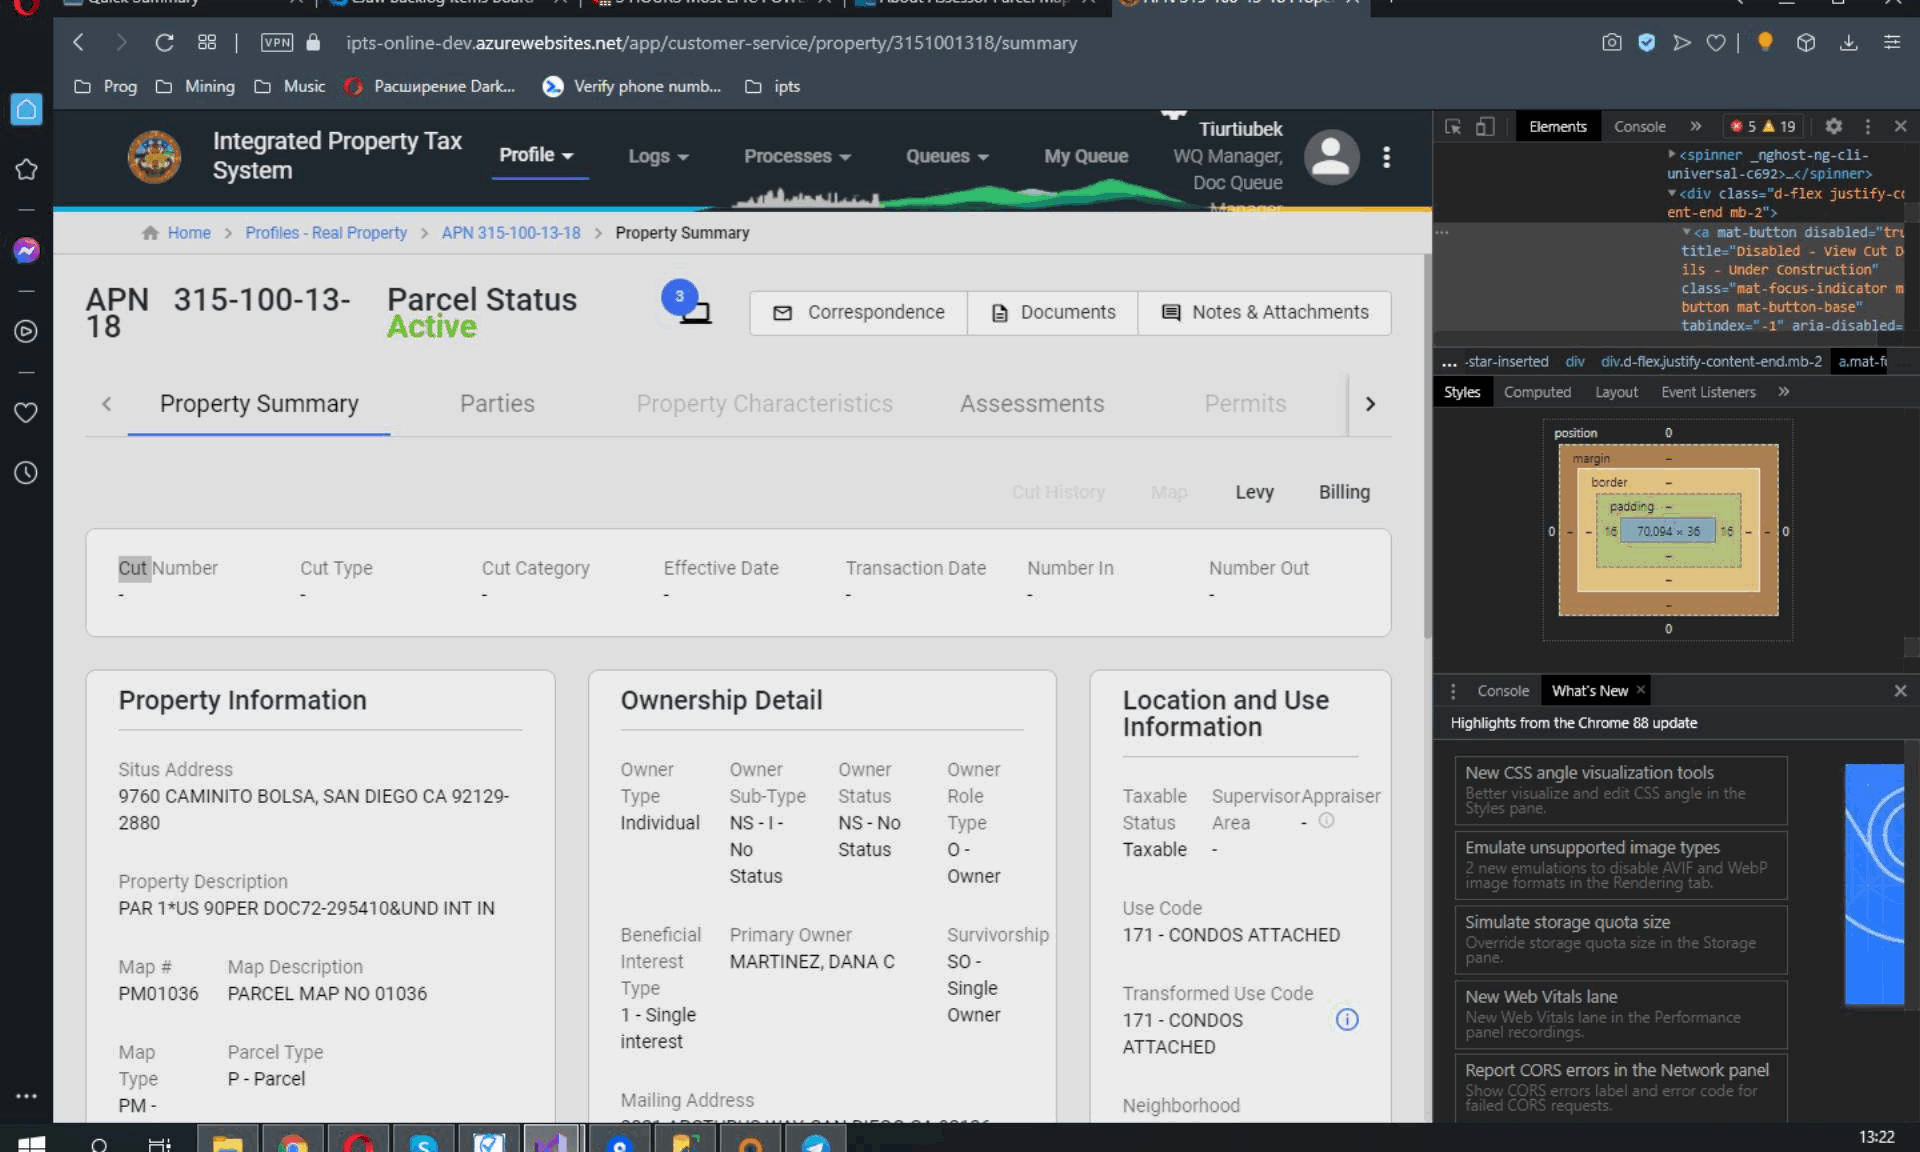 Quick Summary
VPN
ipts-online-dev.azurewebsites.net/app/customer-service/property/3151001318/summary
Prog
Mining
Music
Расширение Dark...
Verify phone numb...
ipts
Integrated Property Tax
System
Profile
Logs
Processes
Queues
My Queue
Tiurtiubek
WQ Manager,
Doc Queue
Manager
Home > Profiles - Real Property > APN 315-100-13-18 > Property Summary
APN 315-100-13-
18
Parcel Status
Active
3
Correspondence
Documents
Notes & Attachments
Property Summary
Parties
Property Characteristics
Assessments
Permits
Cut History
Map
Levy
Billing
Cut Number
-
Cut Type
-
Cut Category
-
Effective Date
-
Transaction Date
-
Number In
-
Number Out
-
Property Information
Situs Address
9760 CAMINITO BOLSA, SAN DIEGO CA 92129-
2880
Property Description
PAR 1*US 90PER DOC72-295410&UND INT IN
Map #
PM01036
Map Description
PARCEL MAP NO 01036
Map
Type
PM -
Parcel Type
P - Parcel
Ownership Detail
Owner
Type
Individual
Owner
Sub-Type
NS - I -
No
Status
Owner
Status
NS - No
Status
Owner
Role
Type
O -
Owner
Beneficial
Interest
Type
1 - Single
interest
Primary Owner
MARTINEZ, DANA C
Survivorship
SO -
Single
Owner
Mailing Address
Location and Use
Information
Taxable
Status
Taxable
Supervisor
Area
-
Appraiser
-
Use Code
171 - CONDOS ATTACHED
Transformed Use Code
171 - CONDOS
ATTACHED
Neighborhood
Elements
Console
5
19
<spinner _nghost-ng-cli-
universal-c692>…</spinner>
<div class="d-flex justify-co
ent-end mb-2">
<a mat-button disabled="tru
title="Disabled - View Cut D
ils - Under Construction"
class="mat-focus-indicator m
button mat-button-base"
tabindex="-1" aria-disabled=
... -star-inserted div div.d-flex.justify-content-end.mb-2 a.mat-f
Styles
Computed
Layout
Event Listeners
position
0
margin
-
border
-
padding
-
0
-
-
16
70.094 × 36
16
-
-
0
-
-
-
0
Console
What's New
Highlights from the Chrome 88 update
New CSS angle visualization tools
Better visualize and edit CSS angle in the
Styles pane.
Emulate unsupported image types
2 new emulations to disable AVIF and WebP
image formats in the Rendering tab.
Simulate storage quota size
Override storage quota size in the Storage
pane.
New Web Vitals lane
New Web Vitals lane in the Performance
panel recordings.
Report CORS errors in the Network panel
Show CORS errors label and error code for
failed CORS requests.
13:22